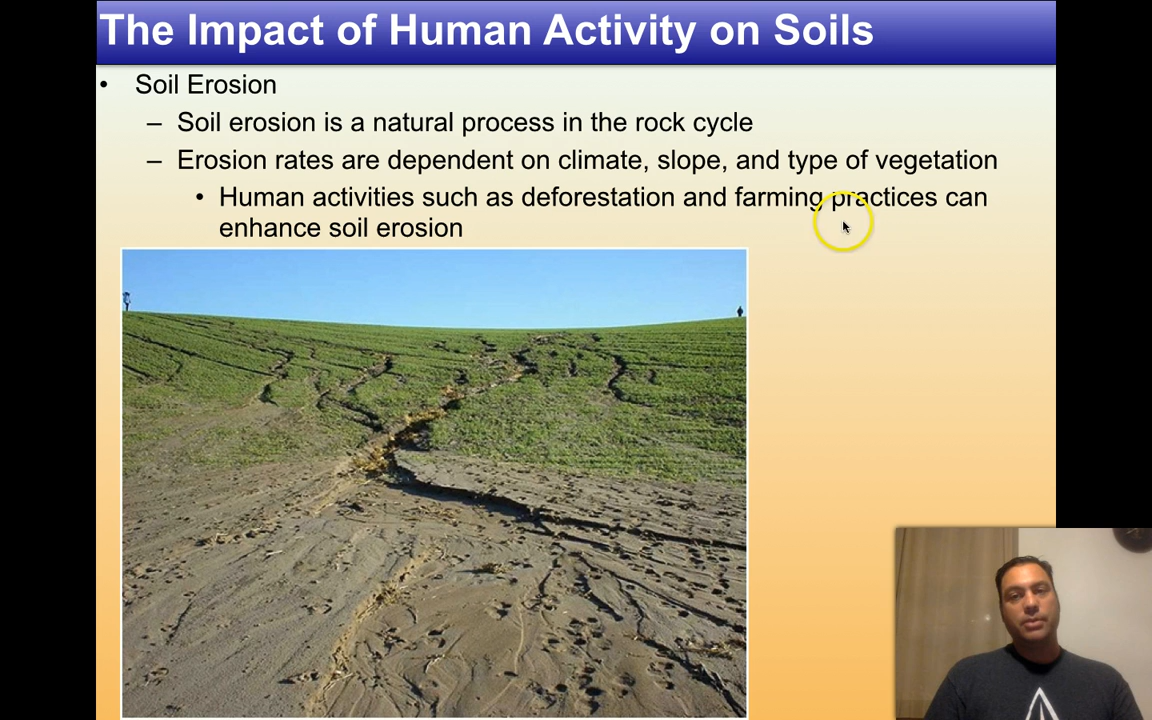 The Impact of Human Activity on Soils
• Soil Erosion
– Soil erosion is a natural process in the rock cycle
– Erosion rates are dependent on climate, slope, and type of vegetation
• Human activities such as deforestation and farming practices can
enhance soil erosion